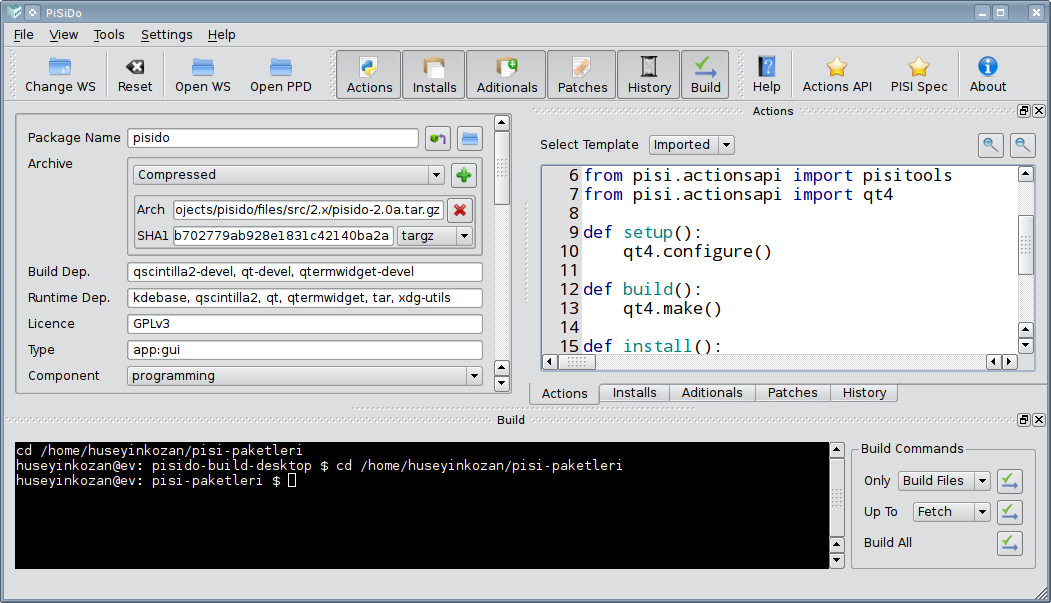 PiSiDo
File View Tools Settings Help
Change WS Reset Open WS Open PPD Actions Installs Aditionals Patches History Build Help Actions API PISI Spec About
Actions
Package Name pisido
Archive
Compressed
Arch ojects/pisido/files/src/2.x/pisido-2.0a.tar.gz
SHA1 b702779ab928e1831c42140ba2a targz
Build Dep. qscintilla2-devel, qt-devel, qtermwidget-devel
Runtime Dep. kdebase, qscintilla2, qt, qtermwidget, tar, xdg-utils
Licence GPLv3
Type app:gui
Component programming
Select Template Imported
6 from pisi.actionsapi import pisitools
7 from pisi.actionsapi import qt4
8
9 def setup():
10 qt4.configure()
11
12 def build():
13 qt4.make()
14
15 def install():
Actions Installs Aditionals Patches History
Build
cd /home/huseyinkozan/pisi-paketleri
huseyinkozan@ev: pisido-build-desktop $ cd /home/huseyinkozan/pisi-paketleri
huseyinkozan@ev: pisi-paketleri $
Build Commands
Only Build Files
Up To Fetch
Build All